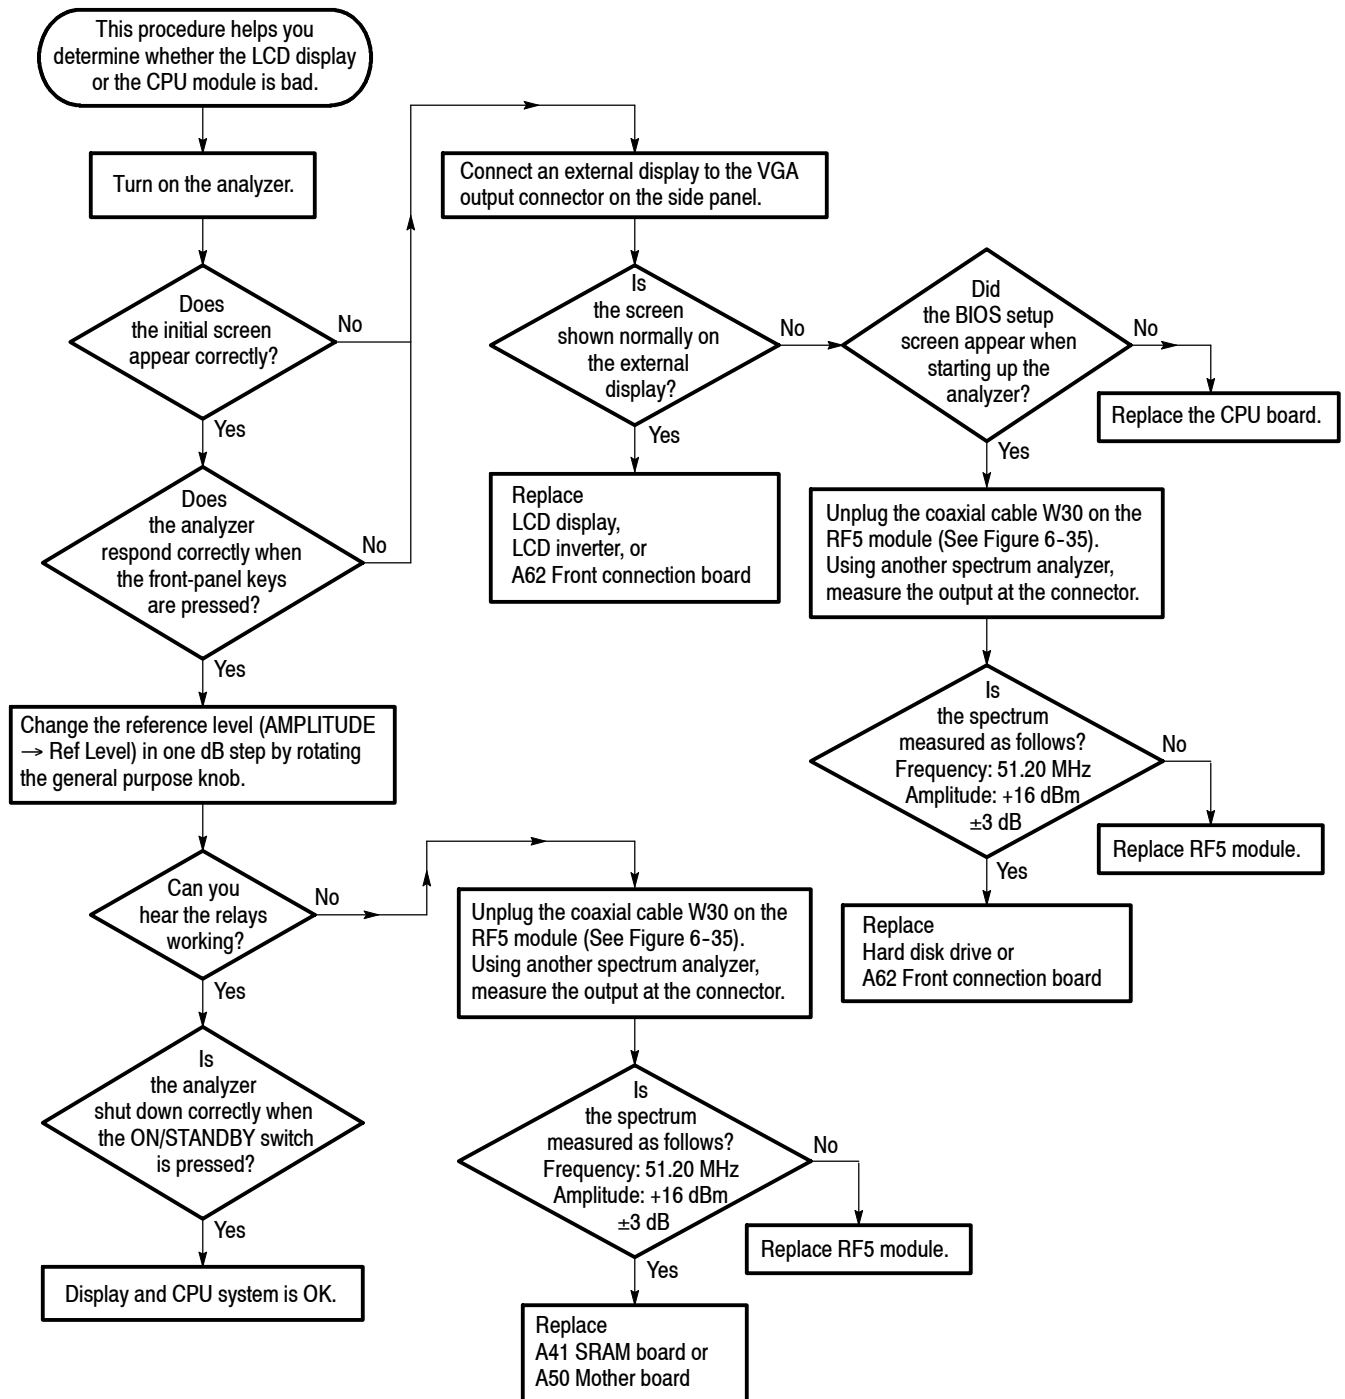 This procedure helps you
determine whether the LCD display
or the CPU module is bad.
Turn on the analyzer.
Does
the initial screen
appear correctly?
No
Yes
Does
the analyzer
respond correctly when
the front-panel keys
are pressed?
No
Yes
Change the reference level (AMPLITUDE
→ Ref Level) in one dB step by rotating
the general purpose knob.
Can you
hear the relays
working?
No
Yes
Is
the analyzer
shut down correctly when
the ON/STANDBY switch
is pressed?
Yes
Display and CPU system is OK.
Connect an external display to the VGA
output connector on the side panel.
Is
the screen
shown normally on
the external
display?
No
Yes
Replace
LCD display,
LCD inverter, or
A62 Front connection board
Did
the BIOS setup
screen appear when
starting up the
analyzer?
No
Replace the CPU board.
Yes
Unplug the coaxial cable W30 on the
RF5 module (See Figure 6-35).
Using another spectrum analyzer,
measure the output at the connector.
Is
the spectrum
measured as follows?
Frequency: 51.20 MHz
Amplitude: +16 dBm
±3 dB
No
Replace RF5 module.
Yes
Replace
Hard disk drive or
A62 Front connection board
Unplug the coaxial cable W30 on the
RF5 module (See Figure 6-35).
Using another spectrum analyzer,
measure the output at the connector.
Is
the spectrum
measured as follows?
Frequency: 51.20 MHz
Amplitude: +16 dBm
±3 dB
No
Replace RF5 module.
Yes
Replace
A41 SRAM board or
A50 Mother board